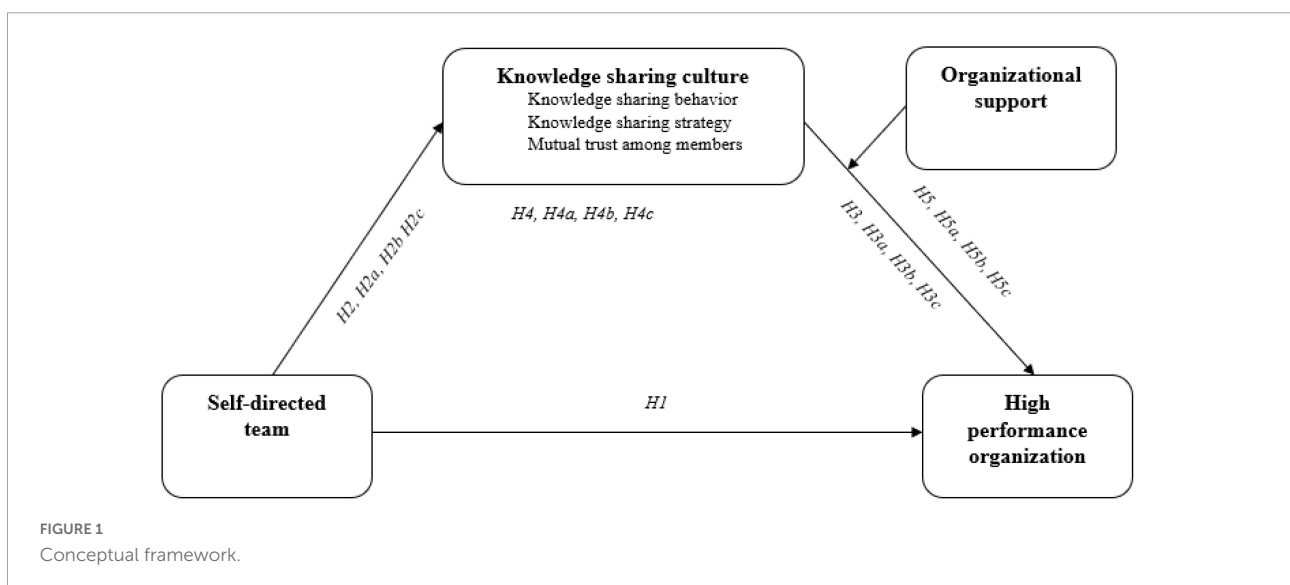 Knowledge sharing culture
Knowledge sharing behavior
Knowledge sharing strategy
Mutual trust among members
Organizational
support
H2, H2a, H2b H2c
H4, H4a, H4b, H4c
H3, H3a, H3b, H3c
H5, H5a, H5b, H5c
Self-directed
team
H1
High
performance
organization
FIGURE 1
Conceptual framework.